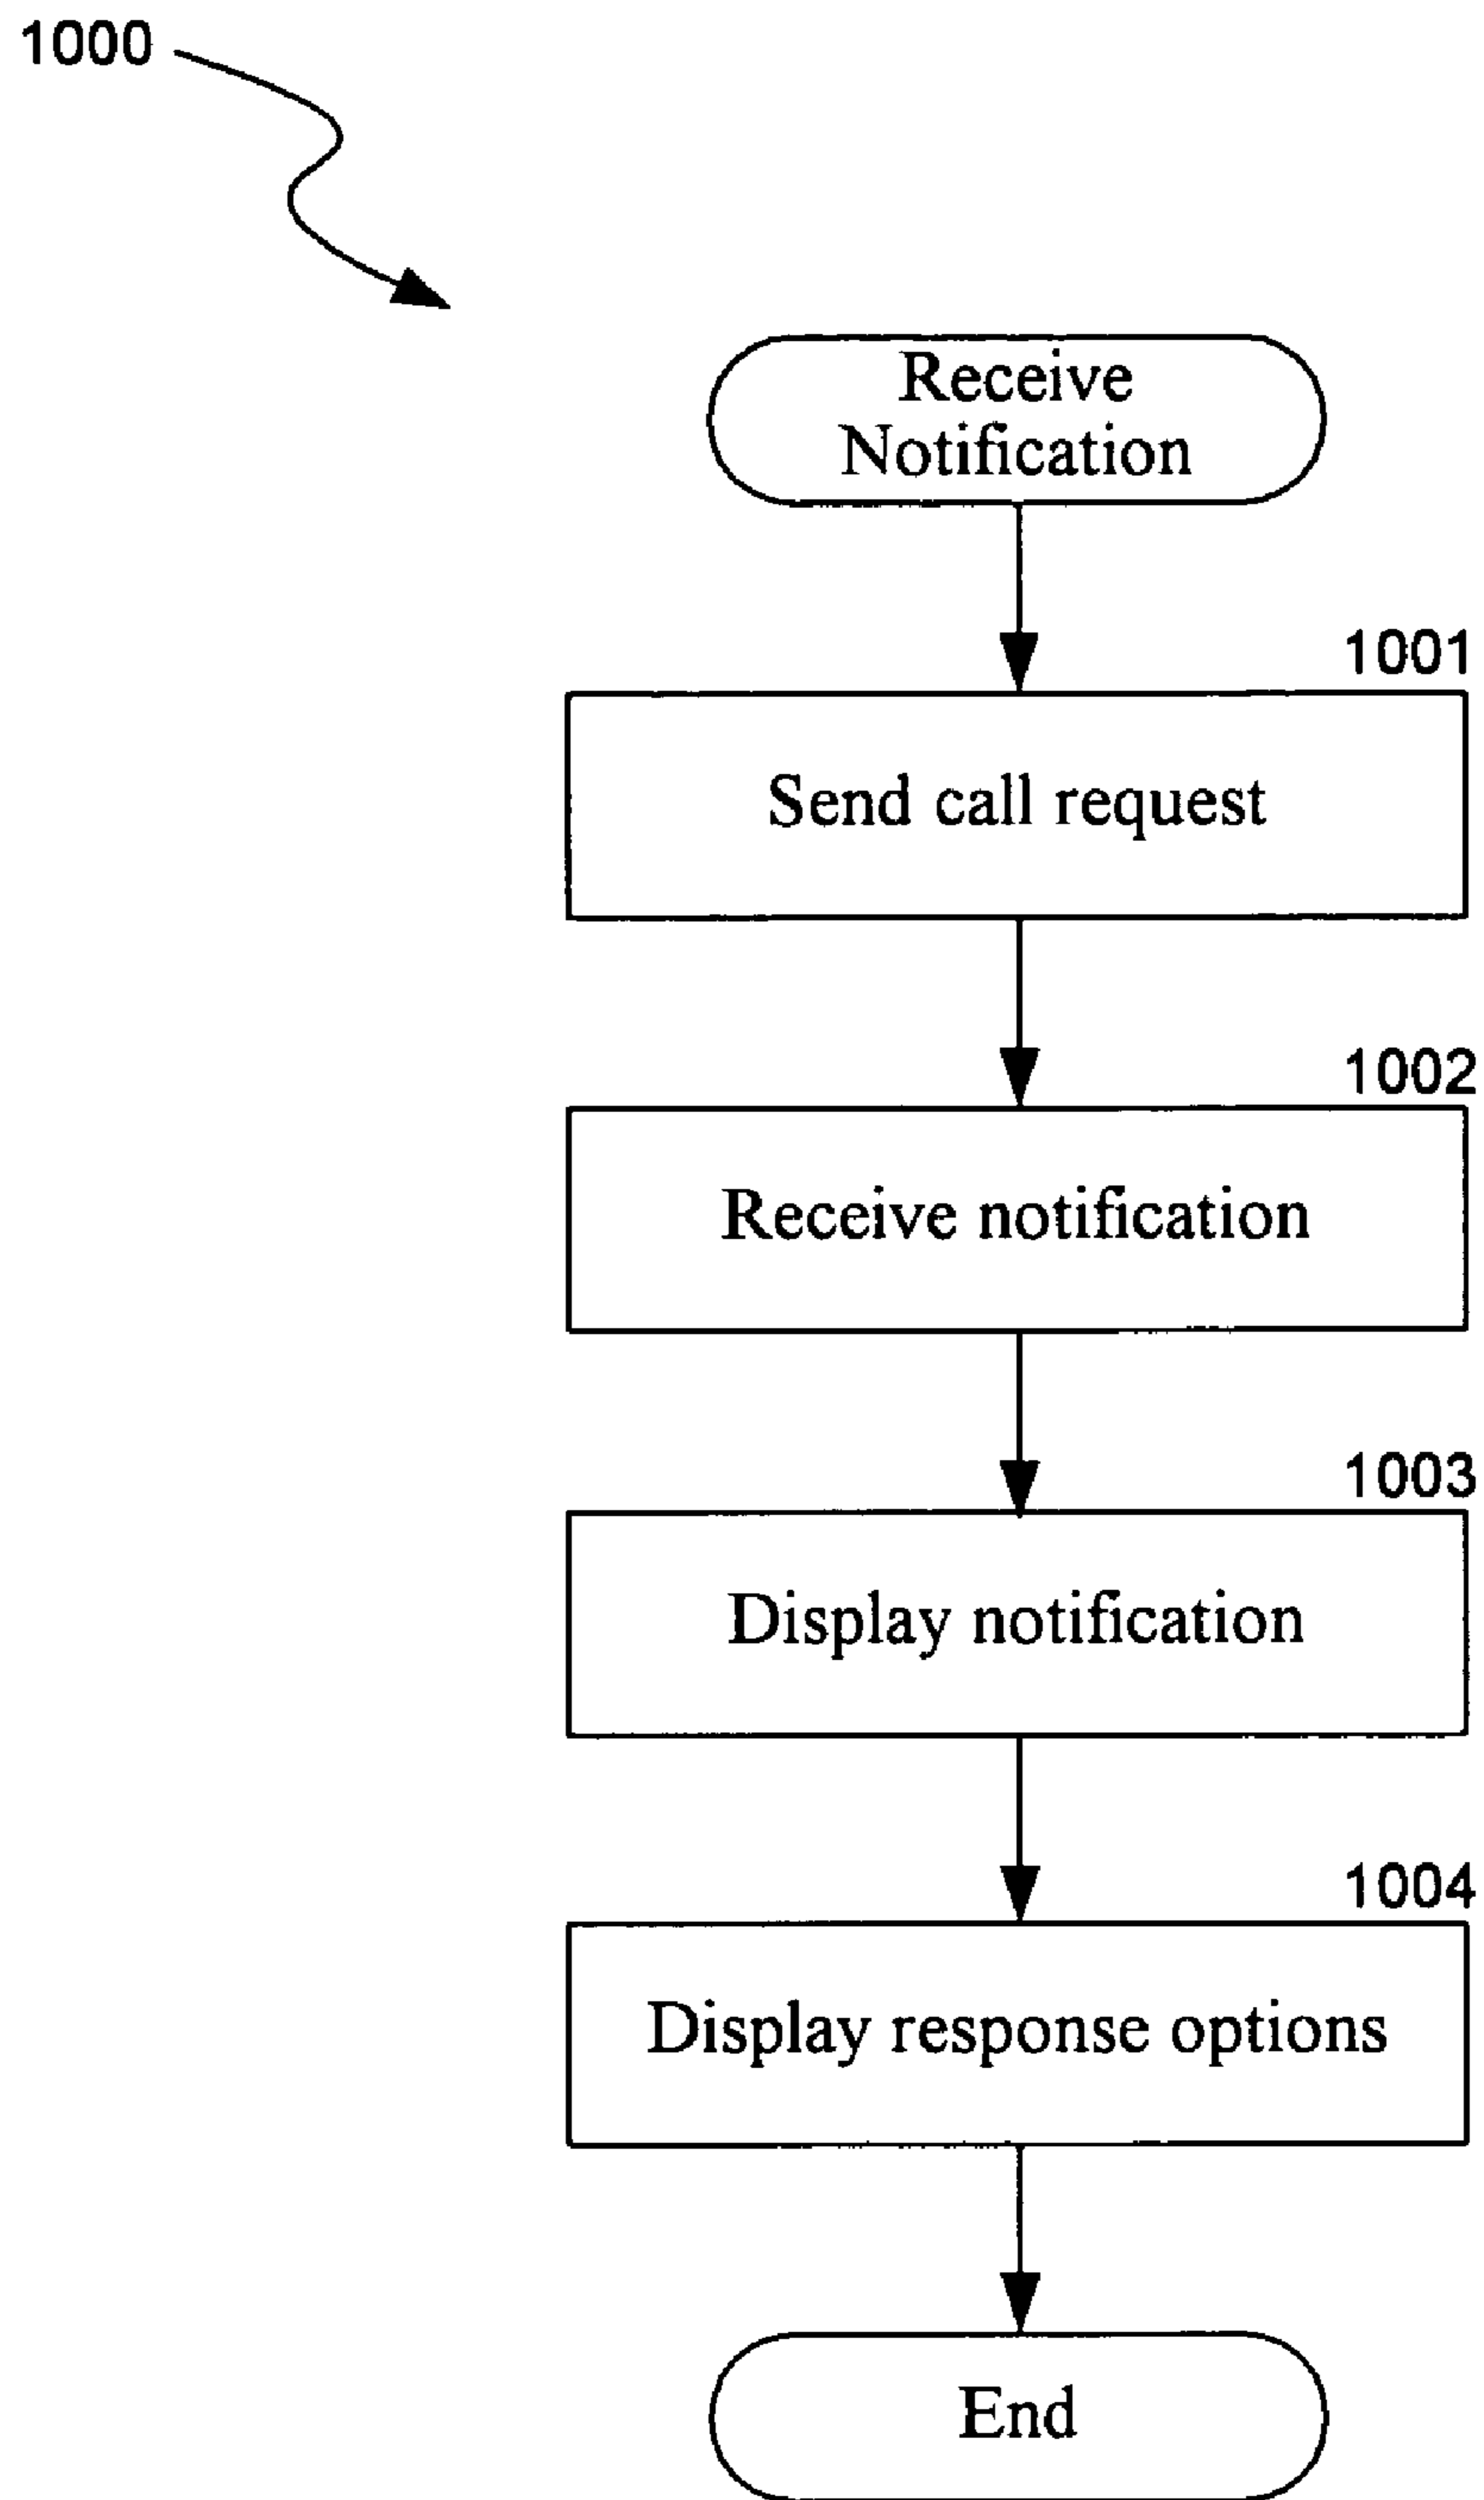 1000
Receive
Notification
1001
Send call request
1002
Receive notification
1003
Display notification
1004
Display response options
End